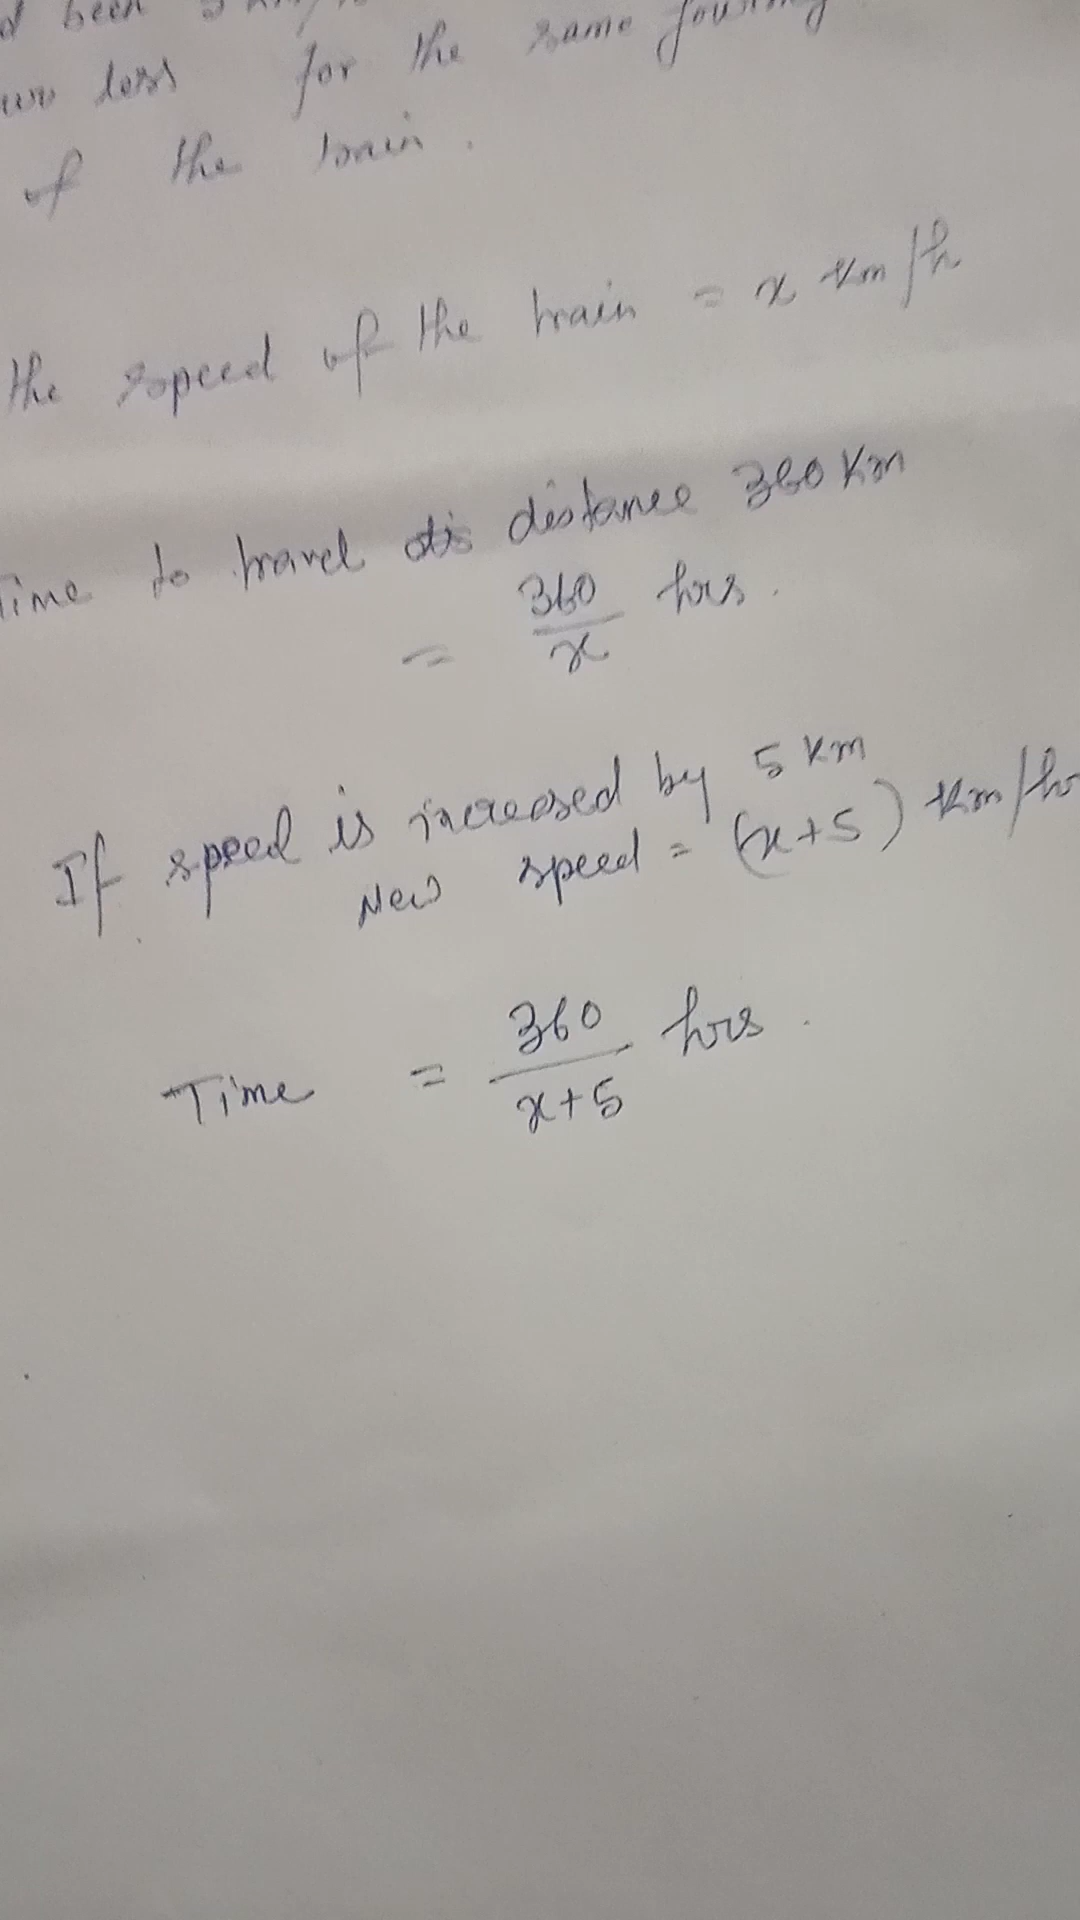 been
less for the same
of the train.
the speed of the train = x km/h
Time to travel dis distance 360 Km
= 360/x hrs.
If speed is increased by 5 km
New speed = (x+5) km/hr
Time = 360/x+5 hrs.